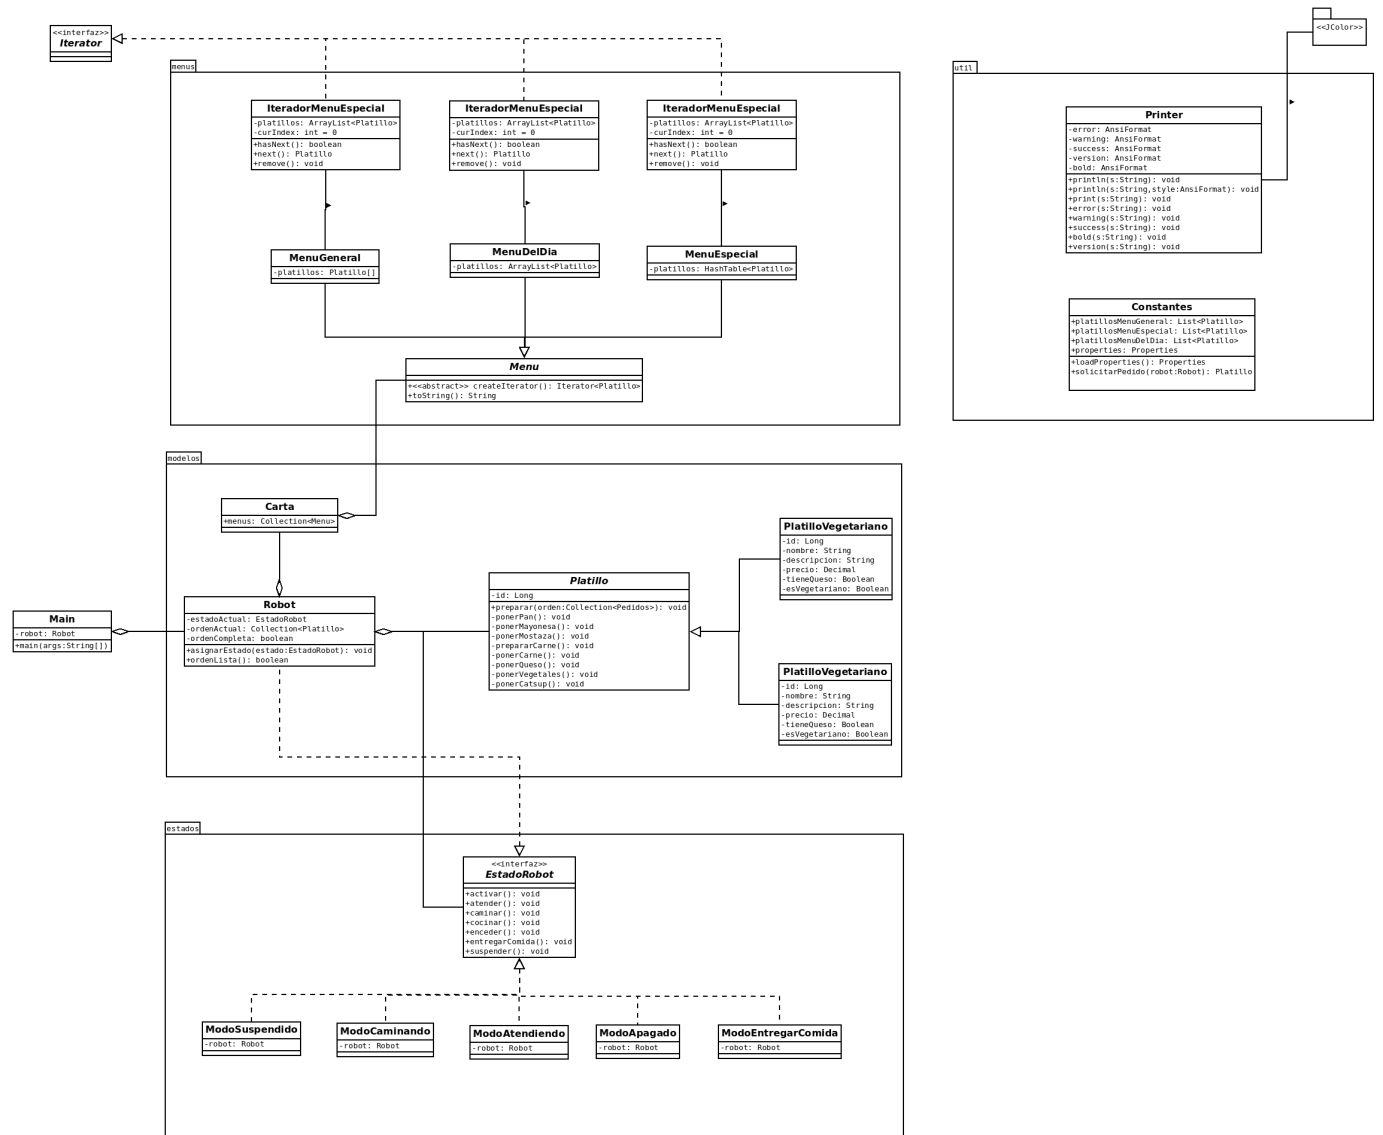 <<interfaz>>
Iterator
<<JColor>>
menus
util
IteradorMenuEspecial
-platillos: ArrayList<Platillo>
-curIndex: int = 0
+hasNext(): boolean
+next(): Platillo
+remove(): void
IteradorMenuEspecial
-platillos: ArrayList<Platillo>
-curIndex: int = 0
+hasNext(): boolean
+next(): Platillo
+remove(): void
IteradorMenuEspecial
-platillos: ArrayList<Platillo>
-curIndex: int = 0
+hasNext(): boolean
+next(): Platillo
+remove(): void
Printer
-error: AnsiFormat
-warning: AnsiFormat
-success: AnsiFormat
-version: AnsiFormat
-bold: AnsiFormat
+println(s:String): void
+println(s:String,style:AnsiFormat): void
+print(s:String): void
+error(s:String): void
+warning(s:String): void
+success(s:String): void
+bold(s:String): void
+version(s:String): void
MenuGeneral
-platillos: Platillo[]
MenuDelDia
-platillos: ArrayList<Platillo>
MenuEspecial
-platillos: HashTable<Platillo>
Constantes
+platillosMenuGeneral: List<Platillo>
+platillosMenuEspecial: List<Platillo>
+platillosMenuDelDia: List<Platillo>
+properties: Properties
+loadProperties(): Properties
+solicitarPedido(robot:Robot): Platillo
Menu
+<<abstract>> createIterator(): Iterator<Platillo>
+toString(): String
modelos
Carta
+menus: Collection<Menu>
PlatilloVegetariano
-id: Long
-nombre: String
-descripcion: String
-precio: Decimal
-tieneQueso: Boolean
-esVegetariano: Boolean
Platillo
-id: Long
+preparar(orden:Collection<Pedidos>): void
-ponerPan(): void
-ponerMayonesa(): void
-ponerMostaza(): void
-prepararCarne(): void
-ponerCarne(): void
-ponerQueso(): void
-ponerVegetales(): void
-ponerCatsup(): void
Robot
-estadoActual: EstadoRobot
-ordenActual: Collection<Platillo>
-ordenCompleta: boolean
+asignarEstado(estado:EstadoRobot): void
+ordenLista(): boolean
Main
-robot: Robot
+main(args:String[])
PlatilloVegetariano
-id: Long
-nombre: String
-descripcion: String
-precio: Decimal
-tieneQueso: Boolean
-esVegetariano: Boolean
estados
<<interfaz>>
EstadoRobot
+activar(): void
+atender(): void
+caminar(): void
+cocinar(): void
+enceder(): void
+entregarComida(): void
+suspender(): void
ModoSuspendido
-robot: Robot
ModoCaminando
-robot: Robot
ModoAtendiendo
-robot: Robot
ModoApagado
-robot: Robot
ModoEntregarComida
-robot: Robot